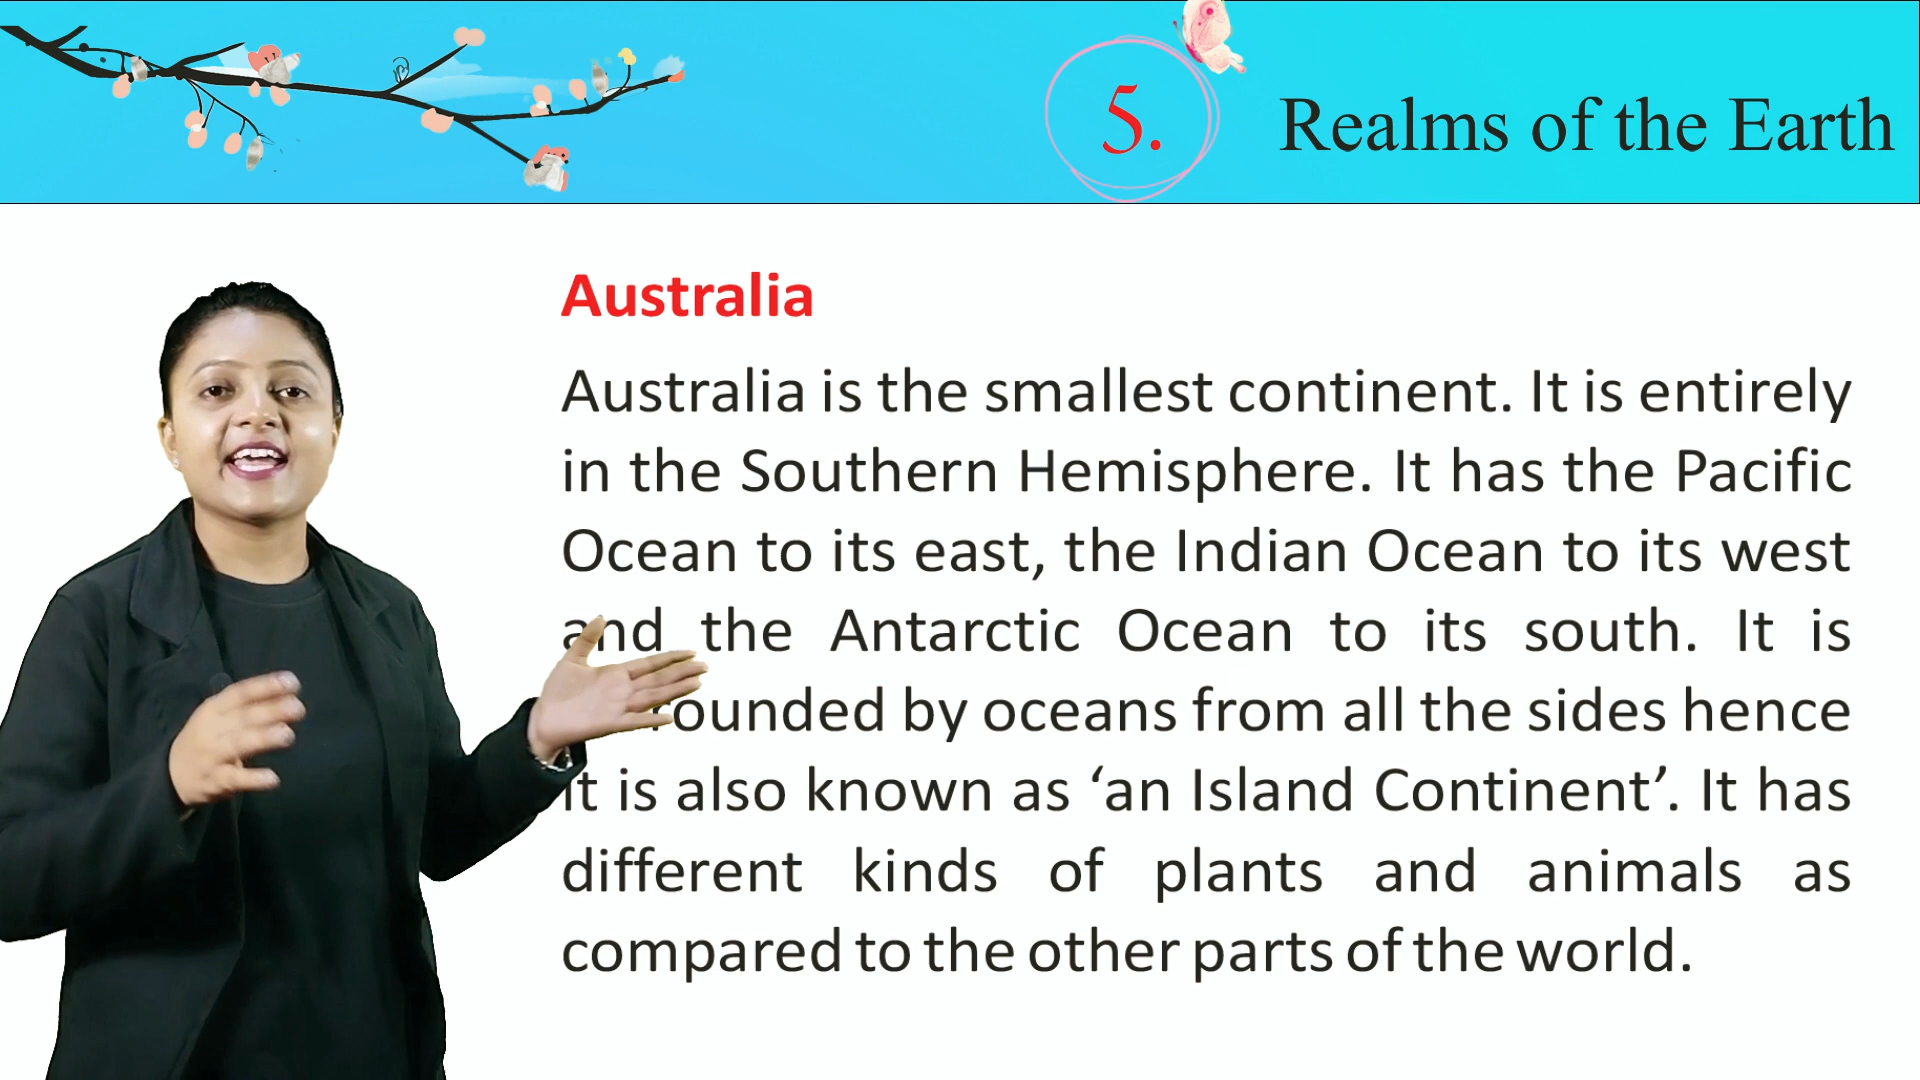 5. Realms of the Earth
Australia
Australia is the smallest continent. It is entirely
in the Southern Hemisphere. It has the Pacific
Ocean to its east, the Indian Ocean to its west
and the Antarctic Ocean to its south. It is
by oceans from all the sides hence
it is also known as ‘an Island Continent’. It has
different kinds of plants and animals as
compared to the other parts of the world.